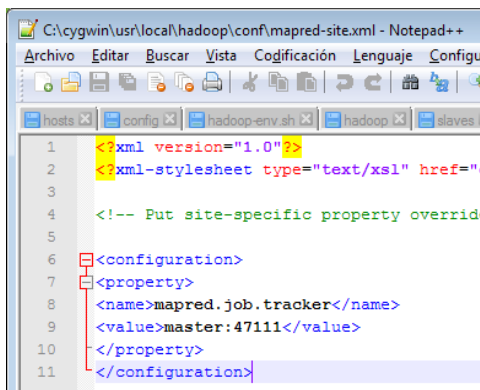 C:\cygwin\usr\local\hadoop\conf\mapred-site.xml - Notepad++
Archivo Editar Buscar Vista Codificación Lenguaje Configu
hosts config hadoop-env.sh hadoop slaves
1 <?xml version="1.0"?>
2 <?xml-stylesheet type="text/xsl" href="
3
4 <!-- Put site-specific property overrid
5
6 <configuration>
7 <property>
8 <name>mapred.job.tracker</name>
9 <value>master:47111</value>
10 </property>
11 </configuration>